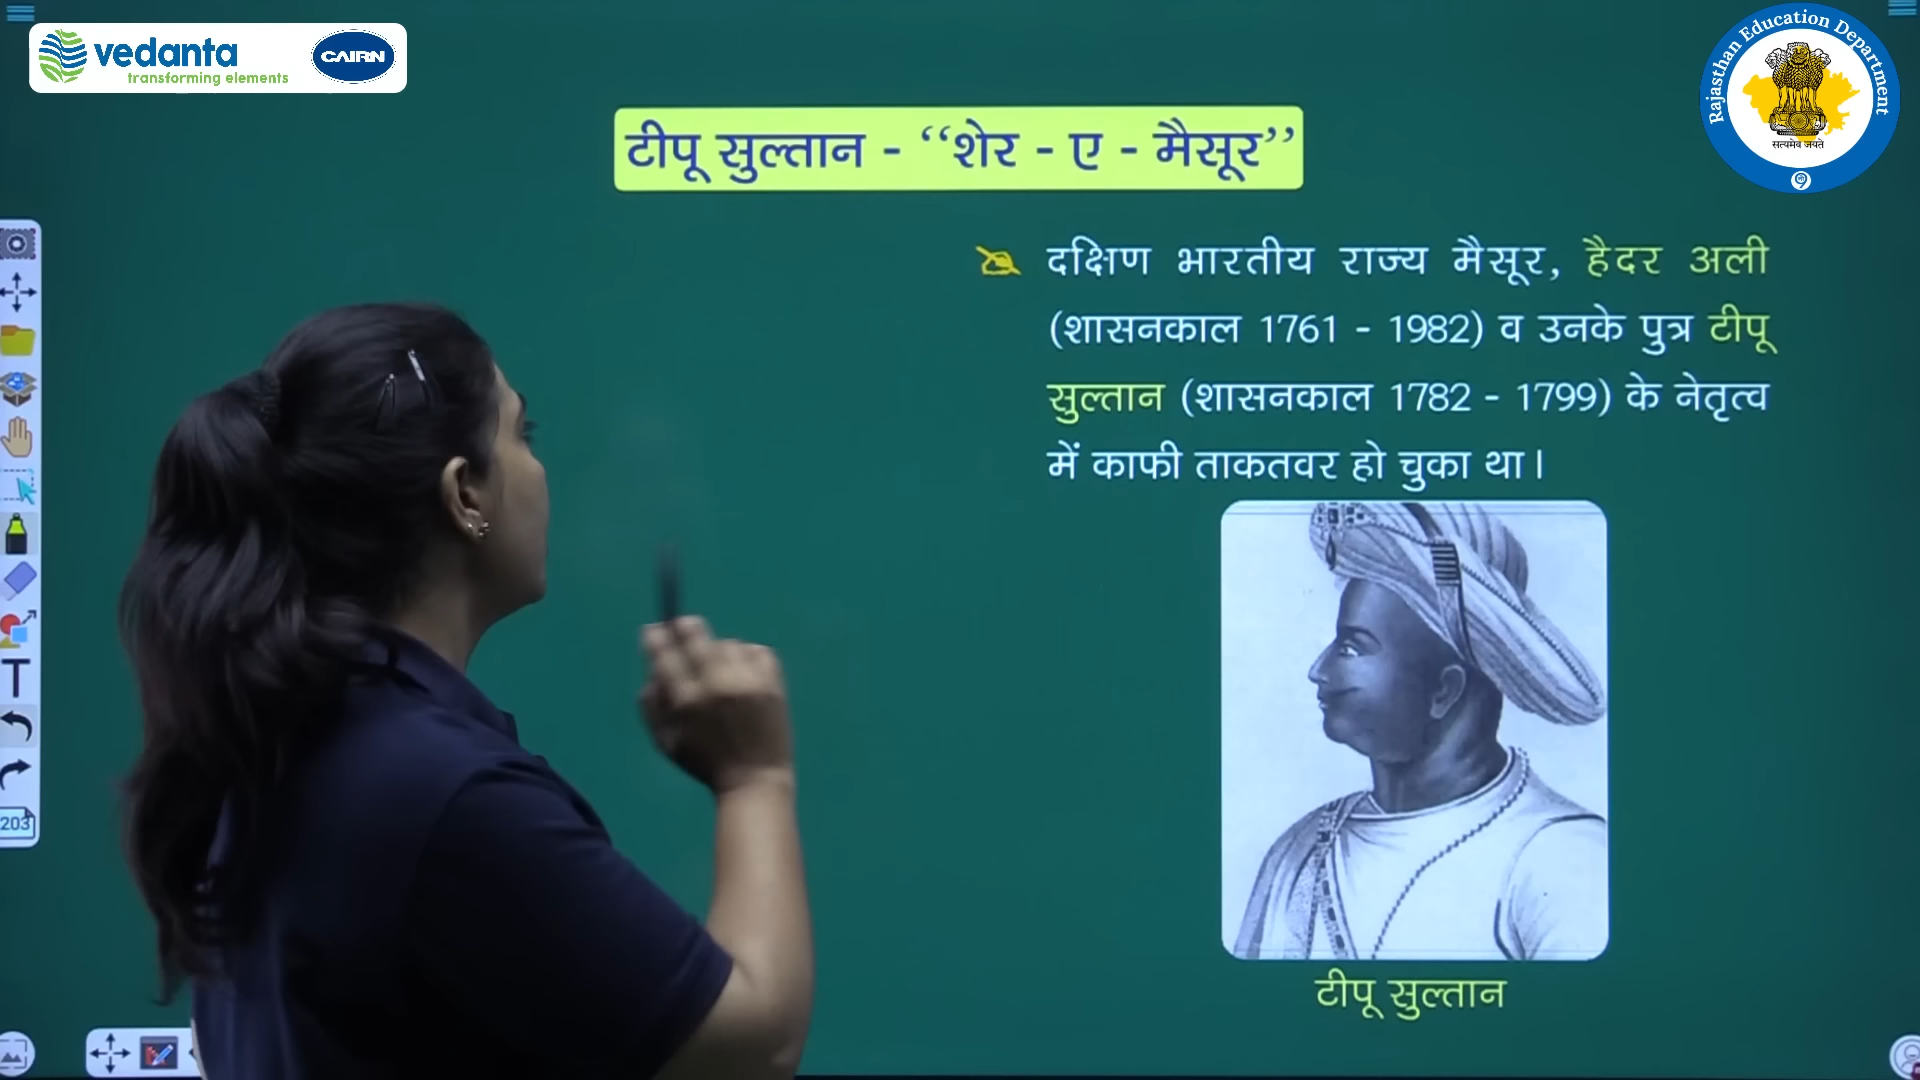 vedanta
transforming elements
CAIRN
Rajasthan Education Department
सत्यमेव जयते
टीपू सुल्तान - “शेर - ए - मैसूर”
दक्षिण भारतीय राज्य मैसूर, हैदर अली
(शासनकाल 1761 - 1982) व उनके पुत्र टीपू
सुल्तान (शासनकाल 1782 - 1799) के नेतृत्व
में काफी ताकतवर हो चुका था।
टीपू सुल्तान
T
203